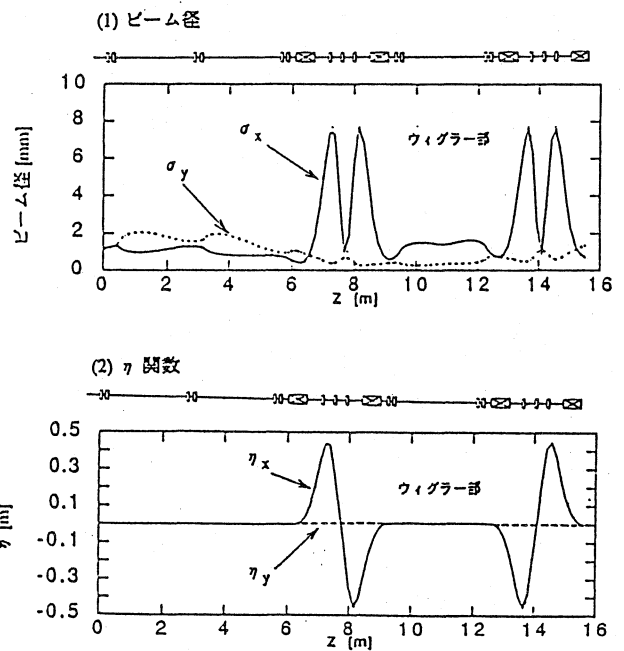 (1) ビーム径
10
8
6
4
2
0
ビーム径 [mm]
σx
σy
ウィグラー部
0 2 4 6 8 10 12 14 16
z [m]
(2) η 関数
0.5
0.3
0.1
-0.1
-0.3
-0.5
η [m]
ηx
ηy
ウィグラー部
0 2 4 6 8 10 12 14 16
z [m]